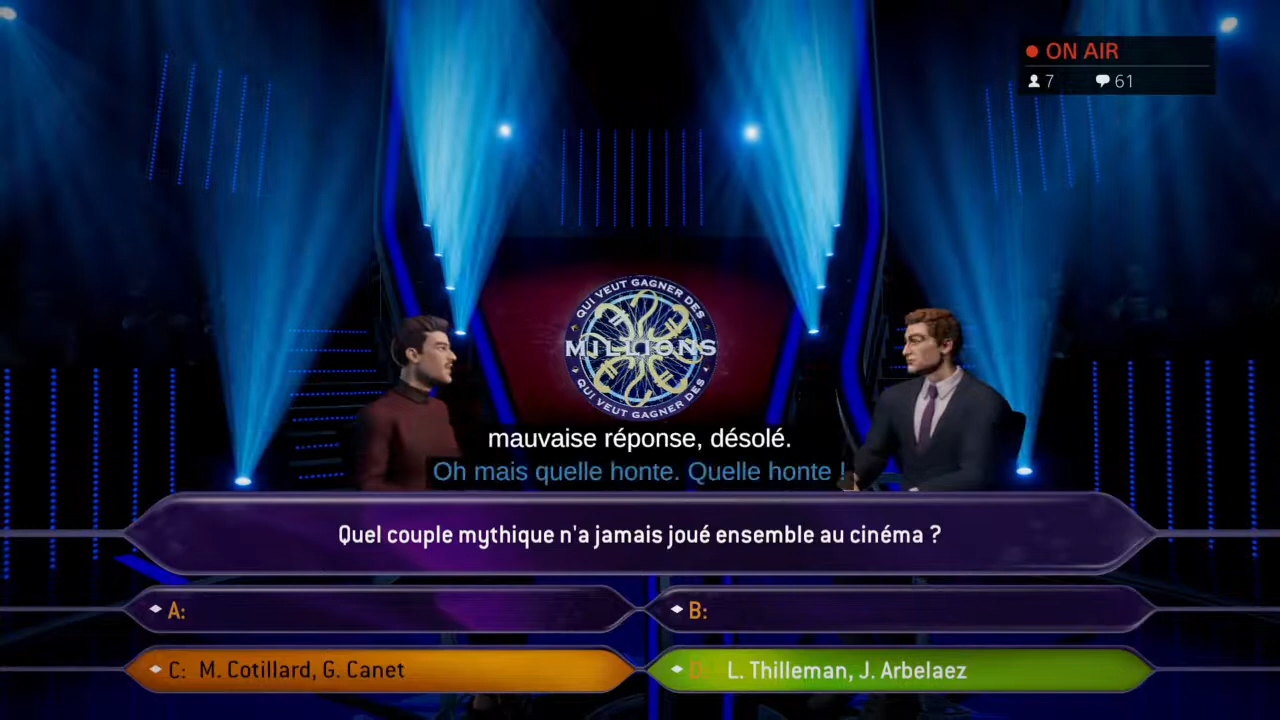 ON AIR
7 61
QUI VEUT GAGNER DES
MILLIONS
QUI VEUT GAGNER DES
mauvaise réponse, désolé.
Oh mais quelle honte. Quelle honte !
Quel couple mythique n'a jamais joué ensemble au cinéma ?
A:
B:
C: M. Cotillard, G. Canet
D: L. Thilleman, J. Arbelaez